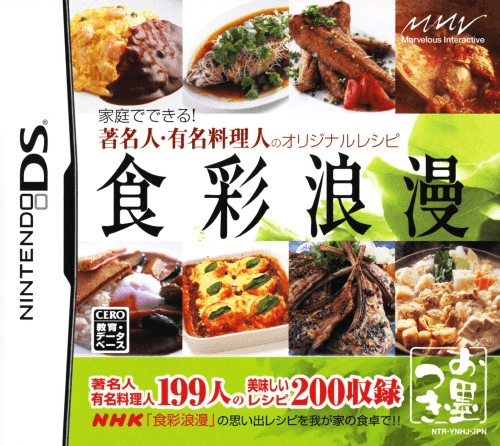 Marvelous Interactive
家庭でできる!
著名人・有名料理人のオリジナルレシピ
食彩浪漫
NINTENDO DS
CERO
教育・
データ
ベース
著名人
有名料理人 199人の 美味しい
レシピ 200収録
NHK「食彩浪漫」の思い出レシピを我が家の食卓で!!
お墨つき
NTR-YNHJ-JPN